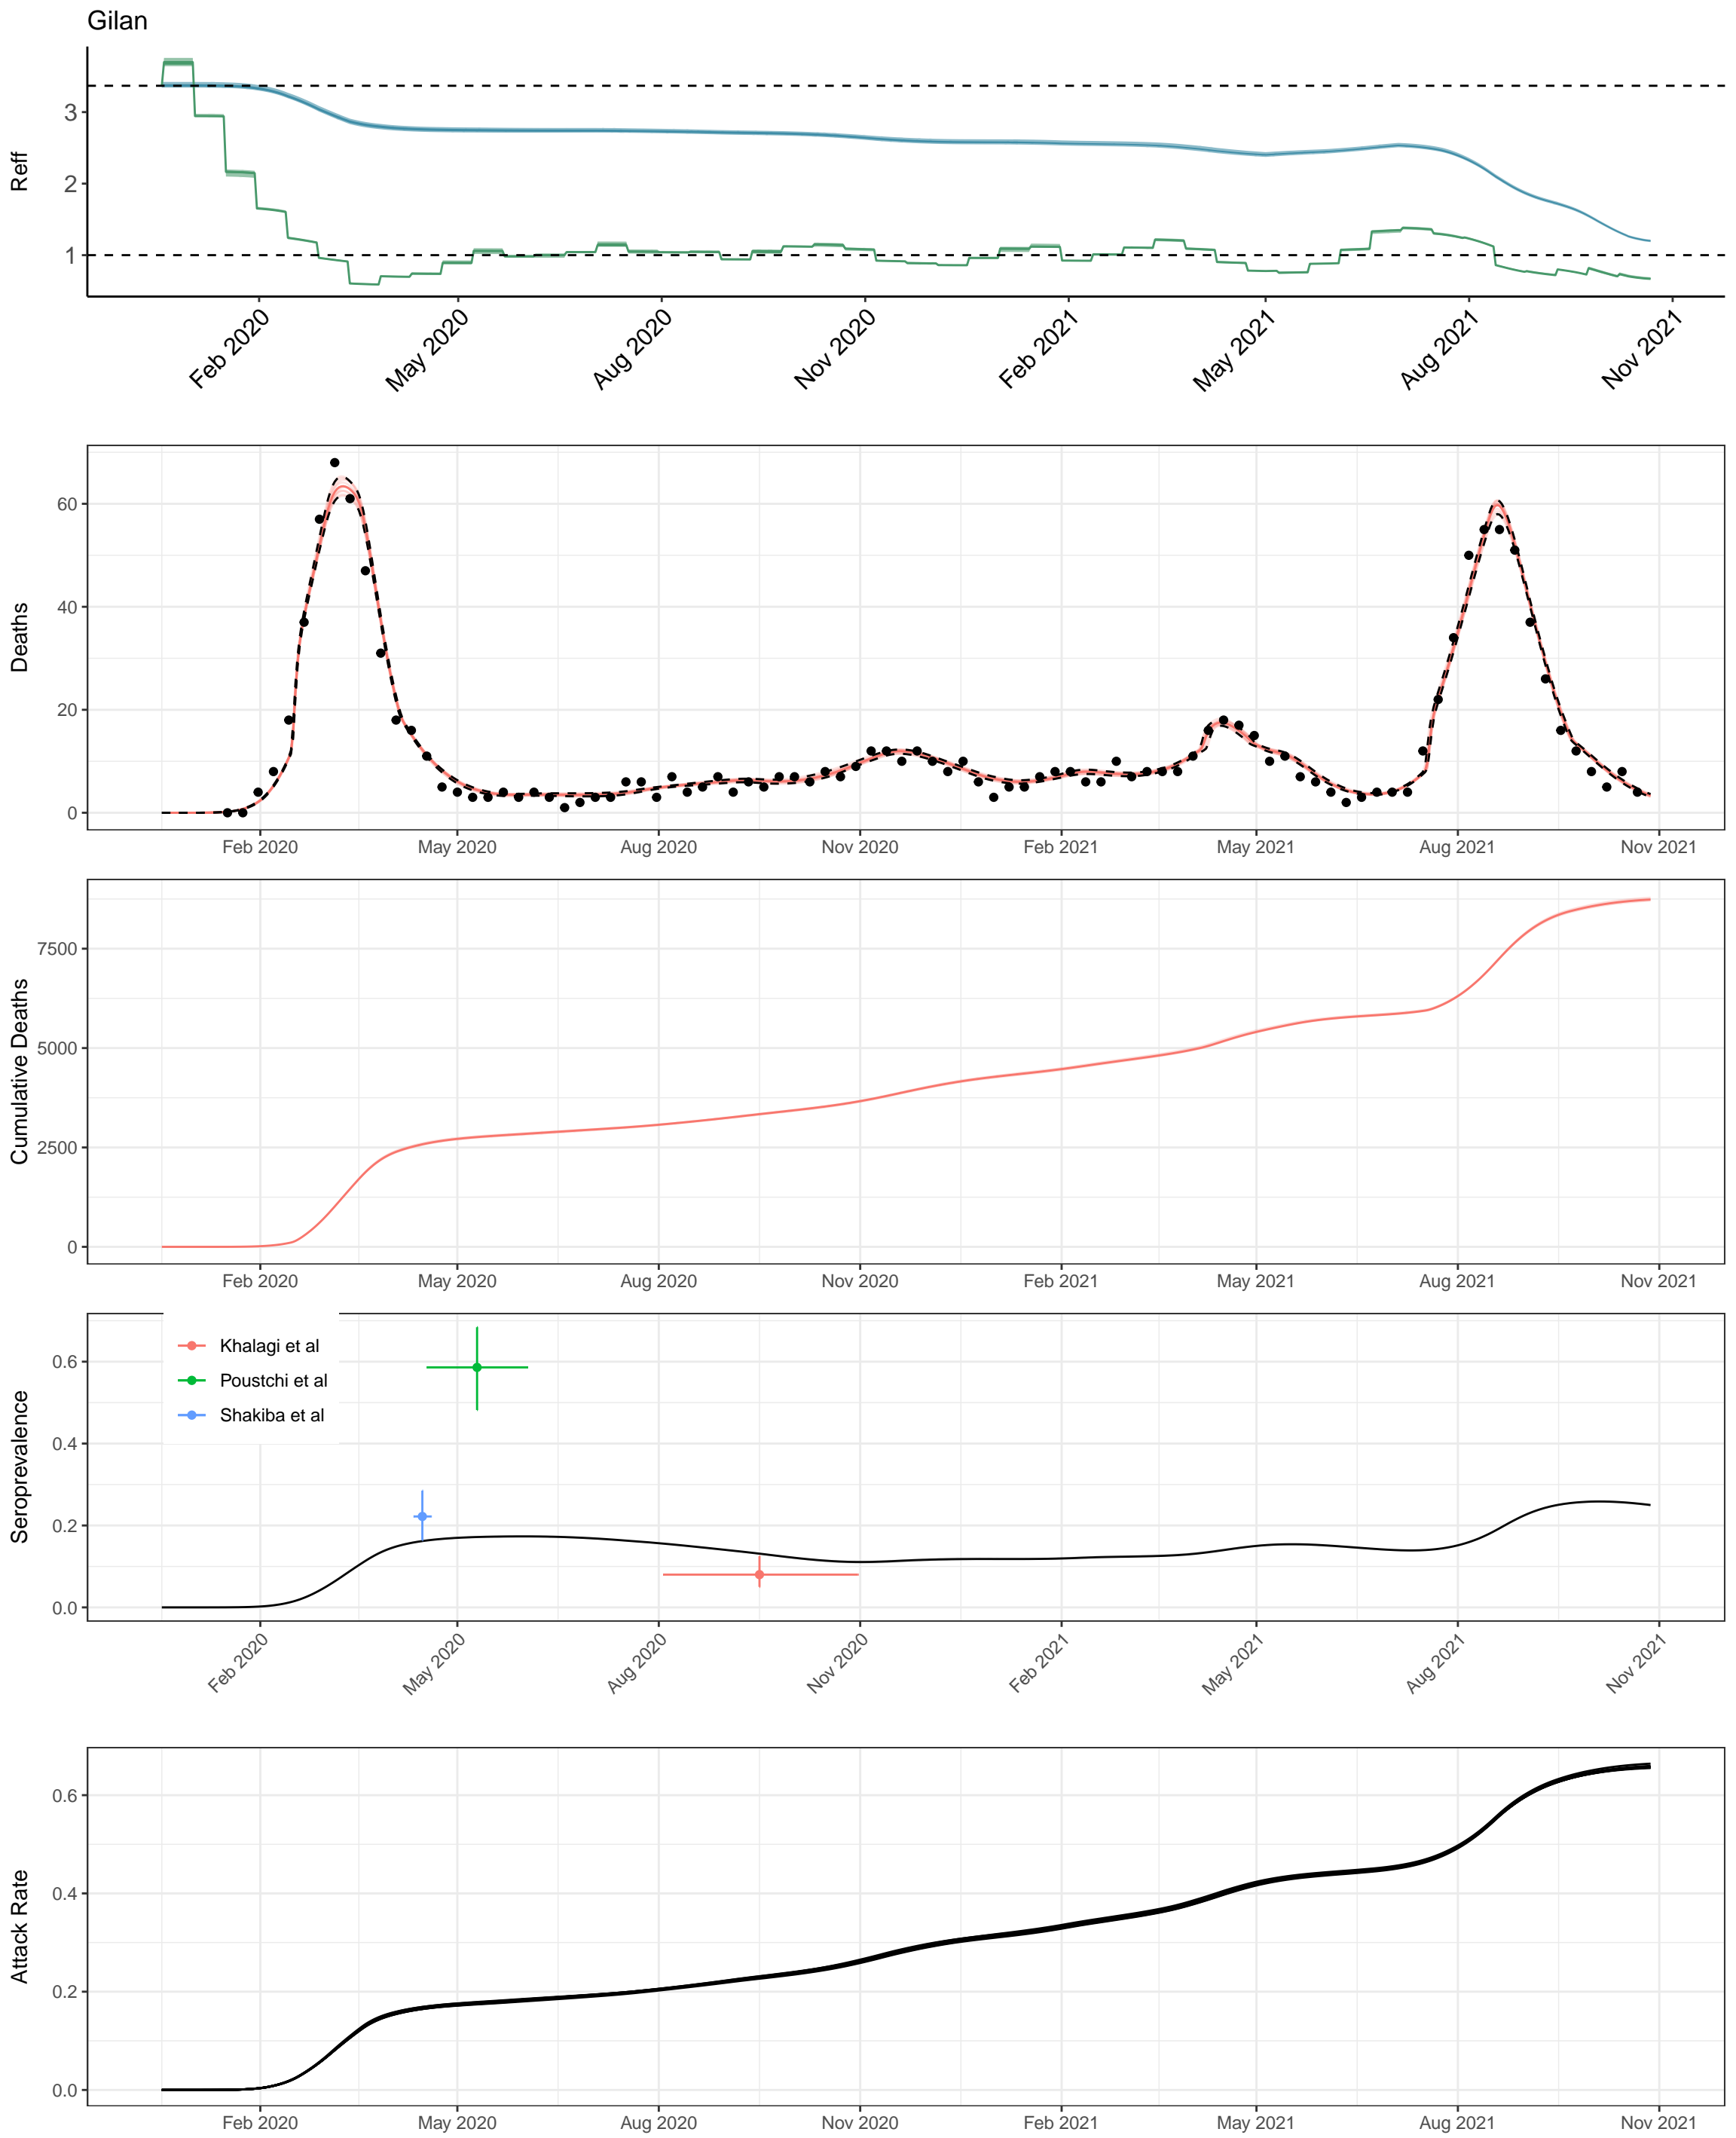 Gilan
Reff
3
2
1
Feb 2020
May 2020
Aug 2020
Nov 2020
Feb 2021
May 2021
Aug 2021
Nov 2021
Deaths
60
40
20
0
Feb 2020
May 2020
Aug 2020
Nov 2020
Feb 2021
May 2021
Aug 2021
Nov 2021
Cumulative Deaths
7500
5000
2500
0
Feb 2020
May 2020
Aug 2020
Nov 2020
Feb 2021
May 2021
Aug 2021
Nov 2021
Seroprevalence
0.6
0.4
0.2
0.0
Khalagi et al
Poustchi et al
Shakiba et al
Feb 2020
May 2020
Aug 2020
Nov 2020
Feb 2021
May 2021
Aug 2021
Nov 2021
Attack Rate
0.6
0.4
0.2
0.0
Feb 2020
May 2020
Aug 2020
Nov 2020
Feb 2021
May 2021
Aug 2021
Nov 2021